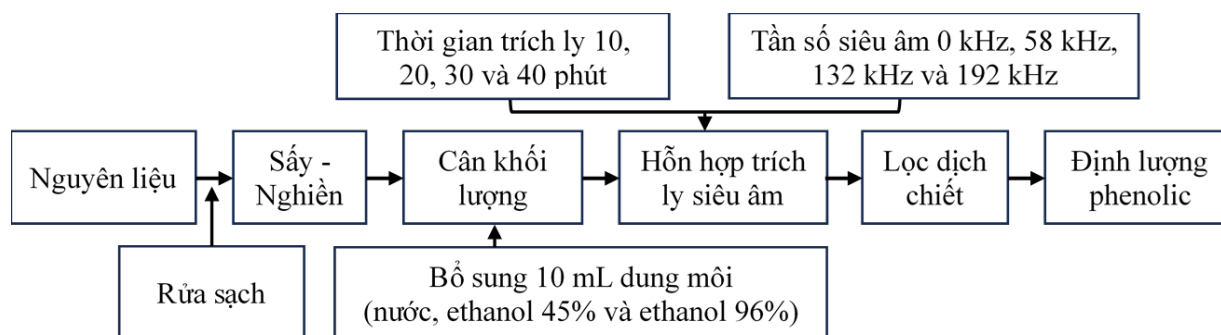 Thời gian trích ly 10,
20, 30 và 40 phút
Tần số siêu âm 0 kHz, 58 kHz,
132 kHz và 192 kHz
Nguyên liệu
Sấy -
Nghiền
Cân khối
lượng
Hỗn hợp trích
ly siêu âm
Lọc dịch
chiết
Định lượng
phenolic
Rửa sạch
Bổ sung 10 mL dung môi
(nước, ethanol 45% và ethanol 96%)